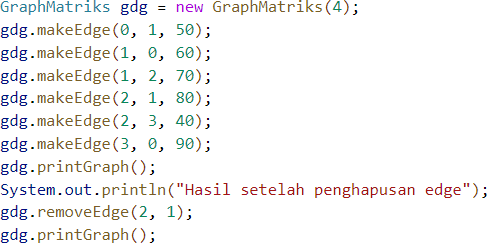 GraphMatriks gdg = new GraphMatriks(4);
gdg.makeEdge(0, 1, 50);
gdg.makeEdge(1, 0, 60);
gdg.makeEdge(1, 2, 70);
gdg.makeEdge(2, 1, 80);
gdg.makeEdge(2, 3, 40);
gdg.makeEdge(3, 0, 90);
gdg.printGraph();
System.out.println("Hasil setelah penghapusan edge");
gdg.removeEdge(2, 1);
gdg.printGraph();